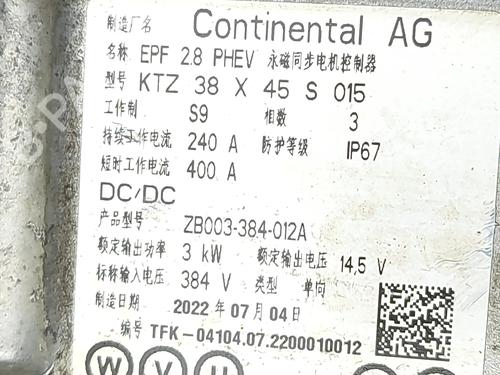 制造厂名 Continental AG
名称 EPF 2.8 PHEV 永磁同步电机控制器
型号 KTZ 38 X 45 S 015
工作制 S9 相数 3
持续工作电流 240 A 防护等级 IP67
短时工作电流 400 A
DC/DC
产品型号 ZB003-384-012A
额定输出功率 3 kW 额定输出电压 14,5 V
标称输入电压 384 V 类型 单向
制造日期 2022 年 07 月 04 日
编号 TFK-04104.07.2200010012